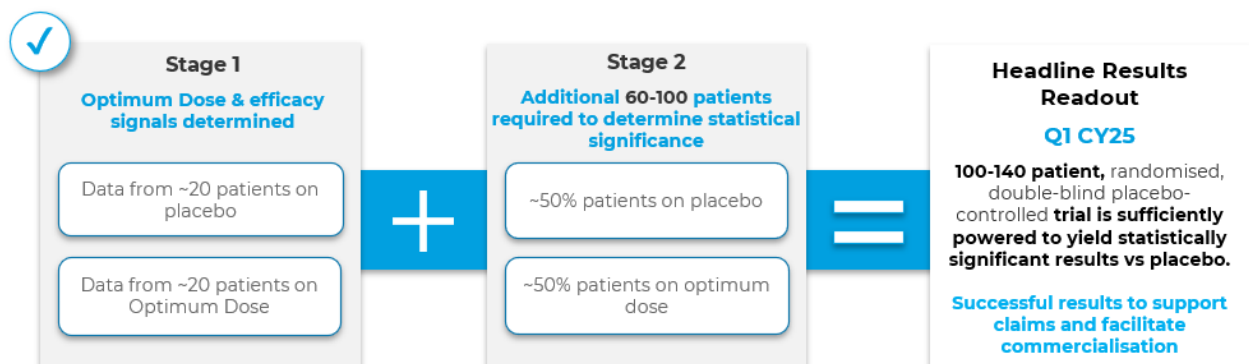 Stage 1
Optimum Dose & efficacy
signals determined
Data from ~20 patients on
placebo
Data from ~20 patients on
Optimum Dose
+
Stage 2
Additional 60-100 patients
required to determine statistical
significance
~50% patients on placebo
~50% patients on optimum
dose
=
Headline Results
Readout
Q1 CY25
100-140 patient, randomised,
double-blind placebo-
controlled trial is sufficiently
powered to yield statistically
significant results vs placebo.
Successful results to support
claims and facilitate
commercialisation